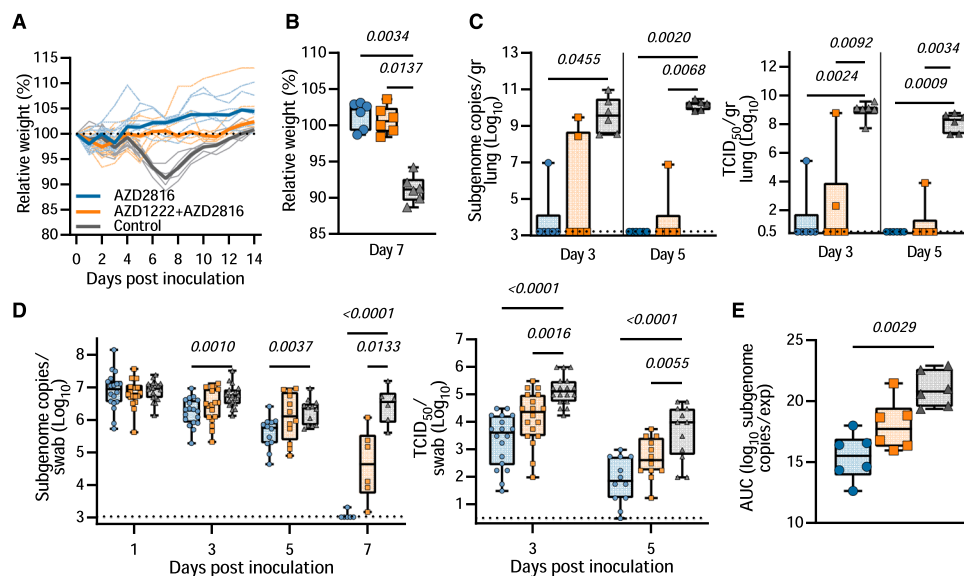 A
Relative weight (%)
115
110
105
100
95
90
85
80
0 2 4 6 8 10 12 14
Days post inoculation
AZD2816
AZD1222+AZD2816
Control
B
Relative weight (%)
110
105
100
95
90
85
0.0034
0.0137
Day 7
C
Subgenome copies/gr
lung (Log10)
13
11
9
7
5
3
0.0455
0.0020
0.0068
Day 3 Day 5
TCID50/gr
lung (Log10)
12
10
8
6
4
2
0.5
0.0092
0.0024
0.0034
0.0009
Day 3 Day 5
D
Subgenome copies/
swab (Log10)
7
6
5
4
3
0.0010
0.0037
<0.0001
0.0133
1 3 5 7
Days post inoculation
TCID50/
swab (Log10)
7
6
5
4
3
2
1
<0.0001
0.0016
<0.0001
0.0055
3 5
Days post inoculation
E
AUC (log10 subgenome
copies/exp)
25
20
15
10
0.0029